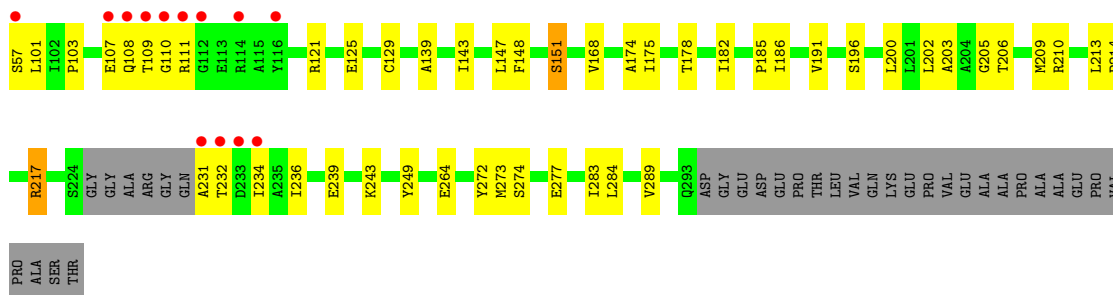 S57 L101 I102 P103 E107 Q108 T109 G110 R111 G112 E113 R114 A115 Y116 R121 E125 C129 A139 I143 L147 F148 S151 V168 A174 I175 T178 I182 P185 I186 V191 S196 L200 L201 L202 A203 A204 G205 T206 M209 R210 L213
R217 S224 GLY GLY ALA ARG GLY GLN A231 T232 D233 I234 A235 I236 E239 K243 Y249 E264 Y272 M273 S274 E277 I283 L284 V289 Q293 ASP GLY GLU ASP GLU PRO THR LEU VAL GLN LYS GLU PRO VAL GLU ALA ALA PRO ALA ALA GLU PRO VAL
PRO ALA SER THR